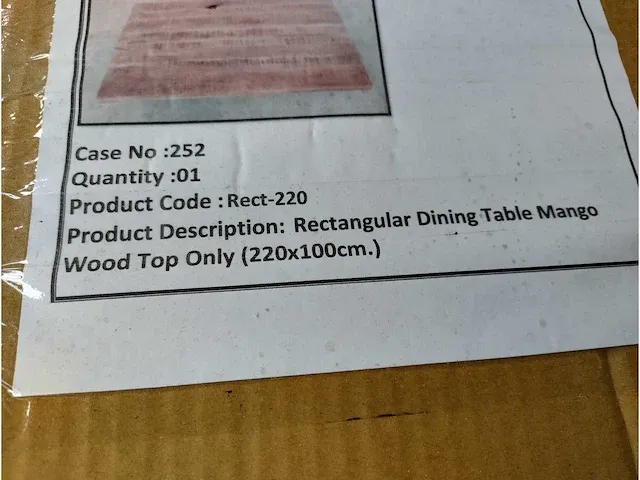 Case No :252
Quantity :01
Product Code : Rect-220
Product Description: Rectangular Dining Table Mango
Wood Top Only (220x100cm.)